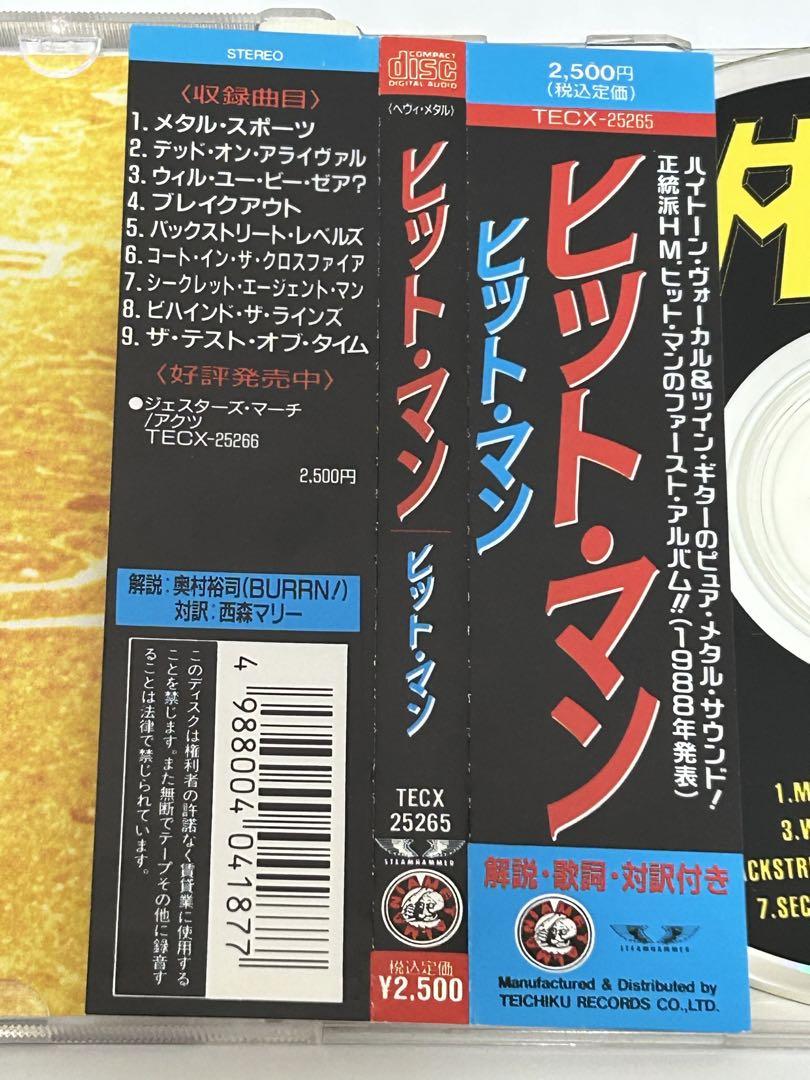 STEREO
〈収録曲目〉
1. メタル・スポーツ
2. デッド・オン・アライヴァル
3. ウィル・ユー・ビー・ゼア?
4. ブレイクアウト
5. バックストリート・レベルズ
6. コート・イン・ザ・クロスファイア
7. シークレット・エージェント・マン
8. ビハインド・ザ・ラインズ
9. ザ・テスト・オブ・タイム
〈好評発売中〉
●ジェスターズ・マーチ
/アクツ
TECX-25266
2,500円
解説:奥村裕司(BURRN!)
対訳:西森マリー
このディスクは権利者の許諾なく賃貸業に使用する
ことを禁じます。また無断でテープその他に録音す
ることは法律で禁じられています。
4 988004 041877
COMPACT
disc
DIGITAL AUDIO
〈ヘヴィ・メタル〉
ヒット・マン
ヒット・マン
TECX
25265
STEAMHAMMER
METALMANIA
税込定価
¥2,500
2,500円
(税込定価)
TECX-25265
ハイトーン・ヴォーカル&ツイン・ギターのピュア・メタル・サウンド!
正統派HM、ヒット・マンのファースト・アルバム!!(1988年発表)
ヒット・マン
ヒット・マン
解説・歌詞・対訳付き
STEAMHAMMER
Manufactured & Distributed by
TEICHIKU RECORDS CO.,LTD.
1.M
3.W
ACKSTR
7.SEC